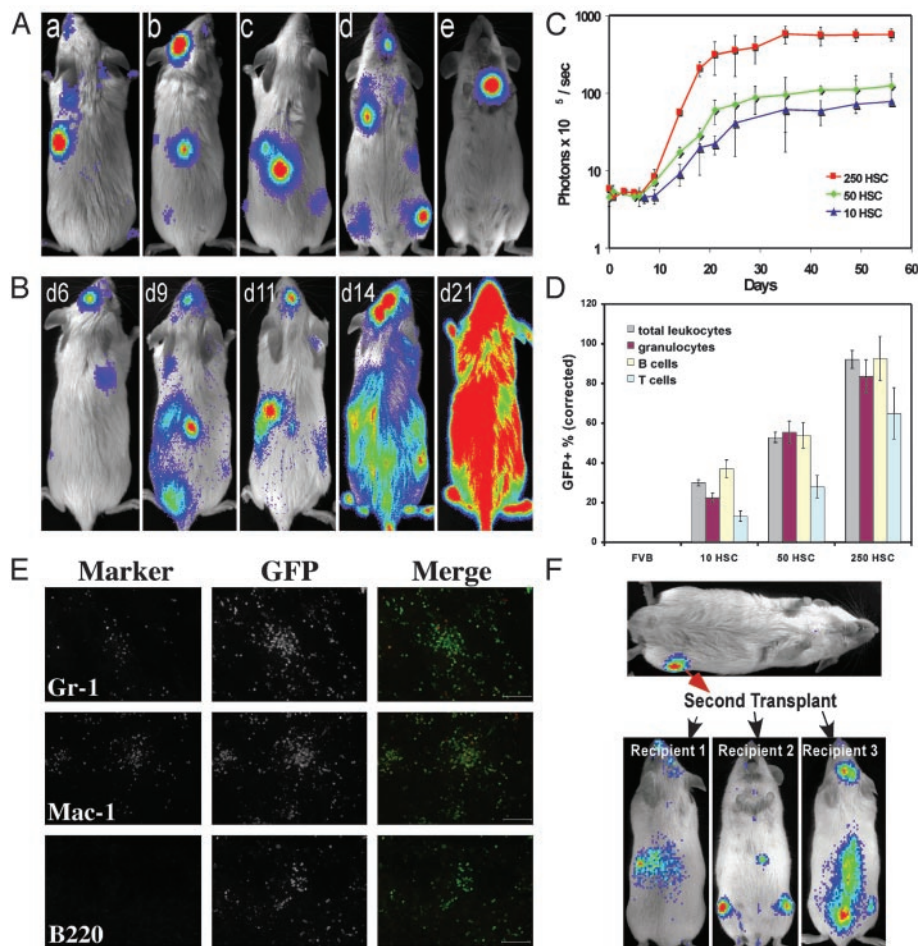 A
a
b
c
d
e
B
d6
d9
d11
d14
d21
C
Photons x 10 5 / sec
1000
100
10
1
0
10
20
30
40
50
60
Days
250 HSC
50 HSC
10 HSC
D
GFP+ % (corrected)
120
100
80
60
40
20
0
total leukocytes
granulocytes
B cells
T cells
FVB
10 HSC
50 HSC
250 HSC
E
Marker
GFP
Merge
Gr-1
Mac-1
B220
F
Second Transplant
Recipient 1
Recipient 2
Recipient 3